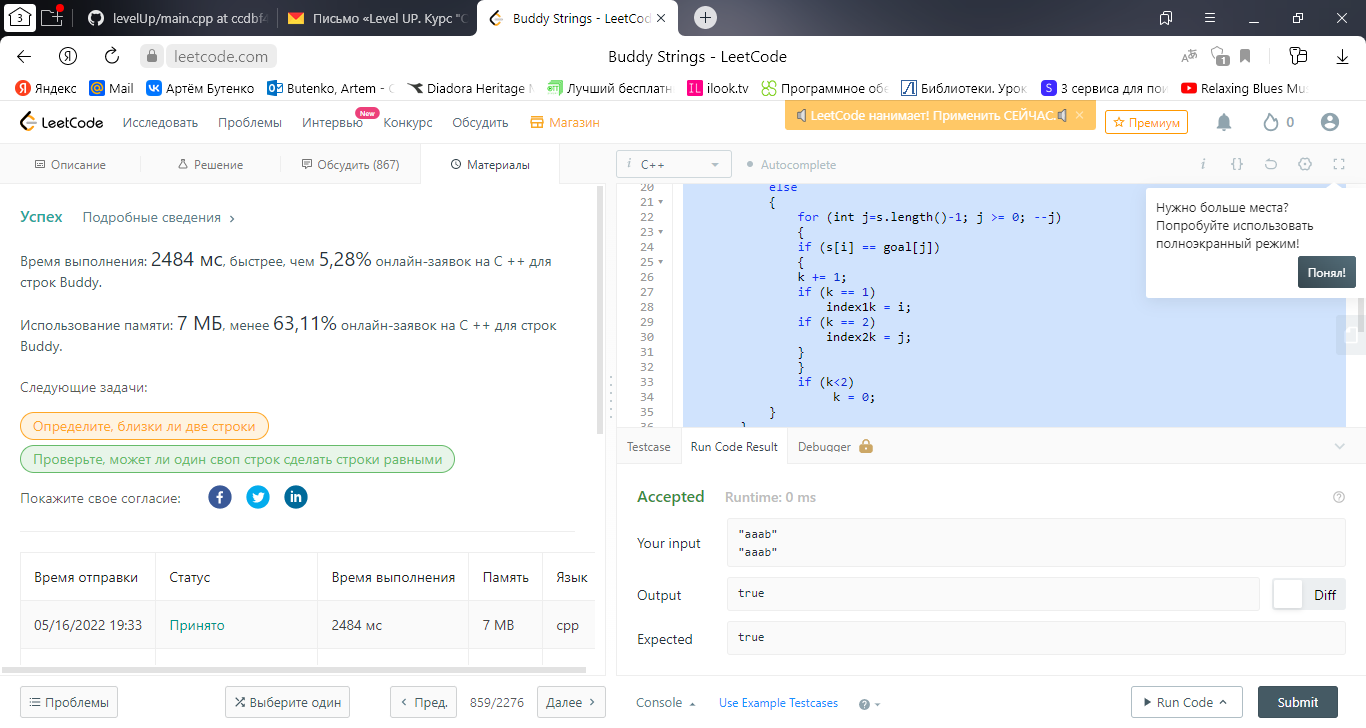 3
levelUp/main.cpp at ccdbf4
Письмо «Level UP. Курс "С
Buddy Strings - LeetCod
leetcode.com
Buddy Strings - LeetCode
1
Яндекс
Mail
Артём Бутенко
Butenko, Artem - C
Diadora Heritage M
Лучший бесплатн
ilook.tv
Программное обе
Библиотеки. Урок
3 сервиса для пои
Relaxing Blues Mu
LeetCode
Исследовать
Проблемы
Интервью
New
Конкурс
Обсудить
Магазин
LeetCode нанимает! Применить СЕЙЧАС.
Премиум
0
Описание
Решение
Обсудить (867)
Материалы
i C++
Autocomplete
Успех
Подробные сведения
Время выполнения: 2484 мс, быстрее, чем 5,28% онлайн-заявок на C ++ для
строк Buddy.
Использование памяти: 7 МБ, менее 63,11% онлайн-заявок на C ++ для строк
Buddy.
Следующие задачи:
Определите, близки ли две строки
Проверьте, может ли один своп строк сделать строки равными
Покажите свое согласие:
Время отправки
Статус
Время выполнения
Память
Язык
05/16/2022 19:33
Принято
2484 мс
7 MB
cpp
Проблемы
Выберите один
Пред.
859/2276
Далее
20 else
21 {
22 for (int j=s.length()-1; j >= 0; --j)
23 {
24 if (s[i] == goal[j])
25 {
26 k += 1;
27 if (k == 1)
28 index1k = i;
29 if (k == 2)
30 index2k = j;
31 }
32 }
33 if (k<2)
34 k = 0;
35 }
36 }
Нужно больше места?
Попробуйте использовать
полноэкранный режим!
Понял!
Testcase
Run Code Result
Debugger
Accepted
Runtime: 0 ms
Your input
"aaab"
"aaab"
Output
true
Diff
Expected
true
Console
Use Example Testcases
Run Code
Submit